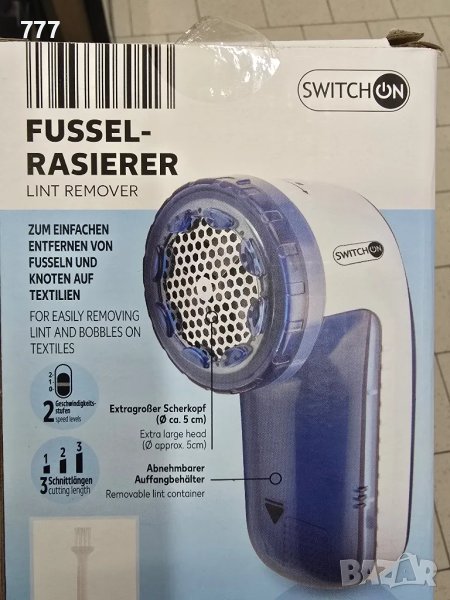 777
SWITCH ON
FUSSEL-
RASIERER
LINT REMOVER
ZUM EINFACHEN
ENTFERNEN VON
FUSSELN UND
KNOTEN AUF
TEXTILIEN
FOR EASILY REMOVING
LINT AND BOBBLES ON
TEXTILES
SWITCH ON
2-
1-
0-
2 Geschwindigkeits-
stufen
speed levels
1 2 3
3 Schnittlängen
cutting length
Extragroßer Scherkopf
(Ø ca. 5 cm)
Extra large head
(Ø approx. 5cm)
Abnehmbarer
Auffangbehälter
Removable lint container
BAZAR